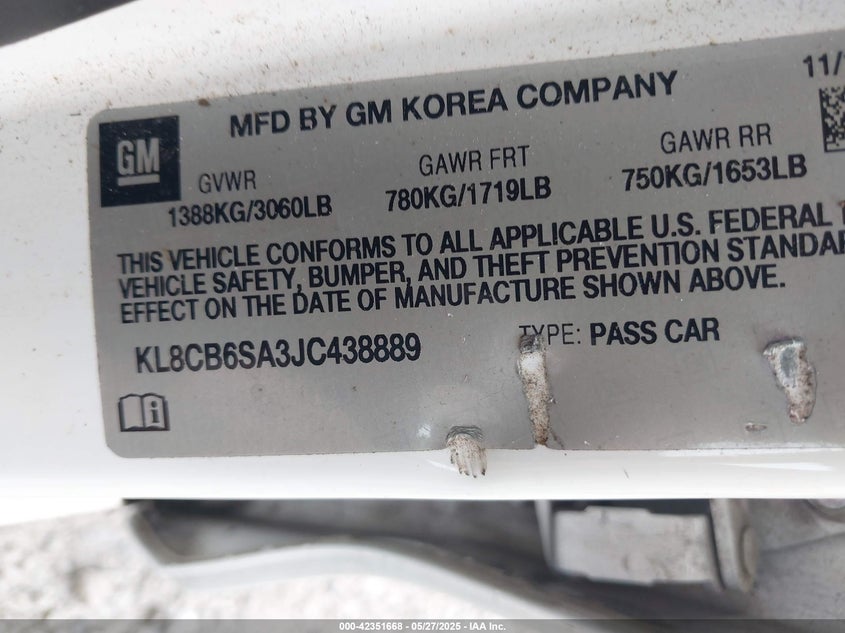 MFD BY GM KOREA COMPANY
11/
GM
GVWR
1388KG/3060LB
GAWR FRT
780KG/1719LB
GAWR RR
750KG/1653LB
THIS VEHICLE CONFORMS TO ALL APPLICABLE U.S. FEDERAL
VEHICLE SAFETY, BUMPER, AND THEFT PREVENTION STANDAR
EFFECT ON THE DATE OF MANUFACTURE SHOWN ABOVE.
KL8CB6SA3JC438889
TYPE: PASS CAR
i
000-42351668 - 05/27/2025 - IAA Inc.